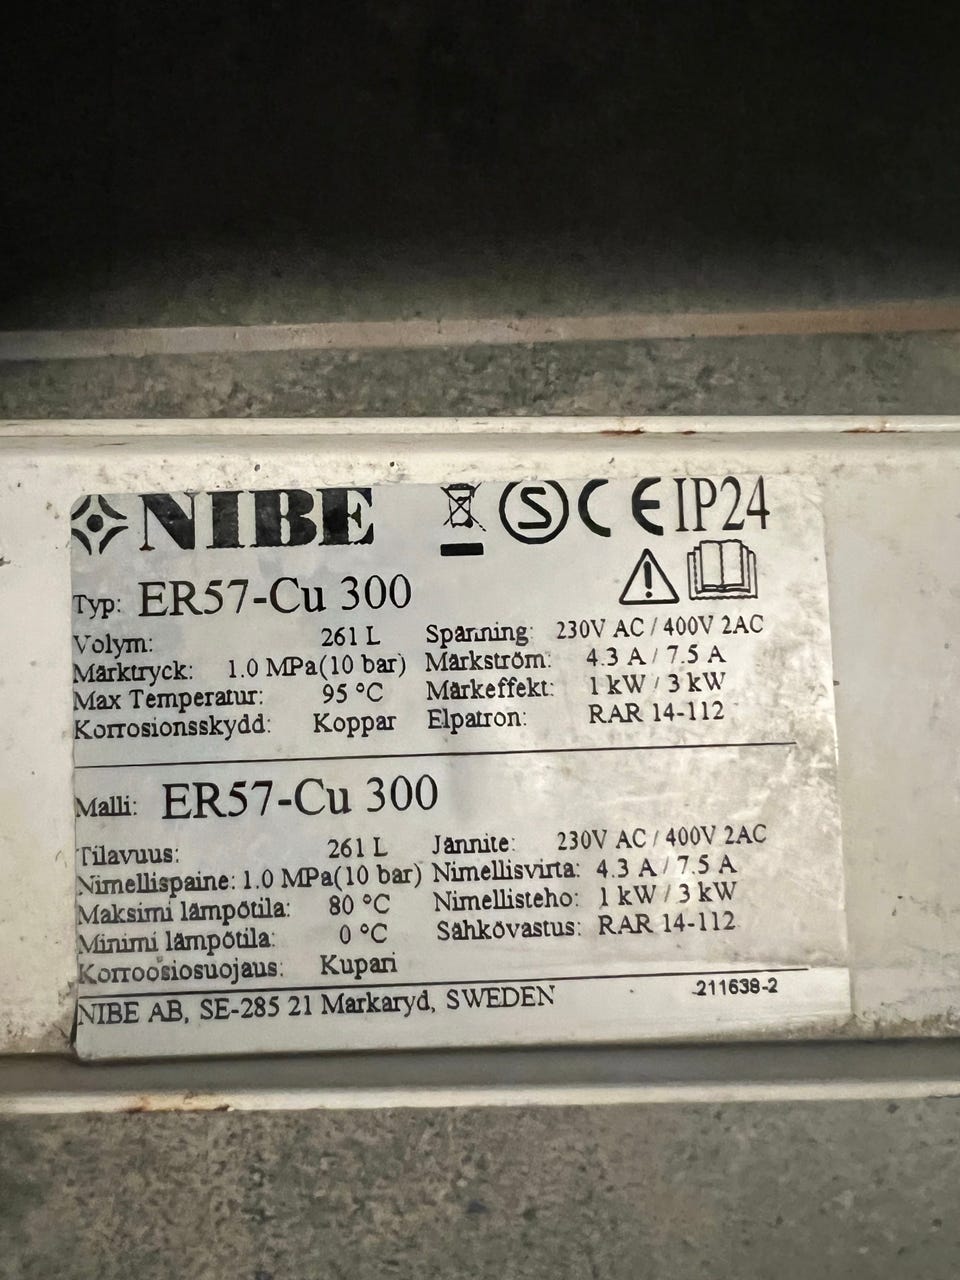 NIBE S CE IP24
Typ: ER57-Cu 300
Volym: 261 L Spänning: 230V AC / 400V 2AC
Märktryck: 1.0 MPa(10 bar) Märkström: 4.3 A / 7.5 A
Max Temperatur: 95 °C Märkeffekt: 1 kW / 3 kW
Korrosionsskydd: Koppar Elpatron: RAR 14-112
Malli: ER57-Cu 300
Tilavuus: 261 L Jännite: 230V AC / 400V 2AC
Nimellispaine: 1.0 MPa(10 bar) Nimellisvirta: 4.3 A / 7.5 A
Maksimi lämpötila: 80 °C Nimellisteho: 1 kW / 3 kW
Minimi lämpötila: 0 °C Sähkövastus: RAR 14-112
Korroosiosuojaus: Kupari
NIBE AB, SE-285 21 Markaryd, SWEDEN 211638-2